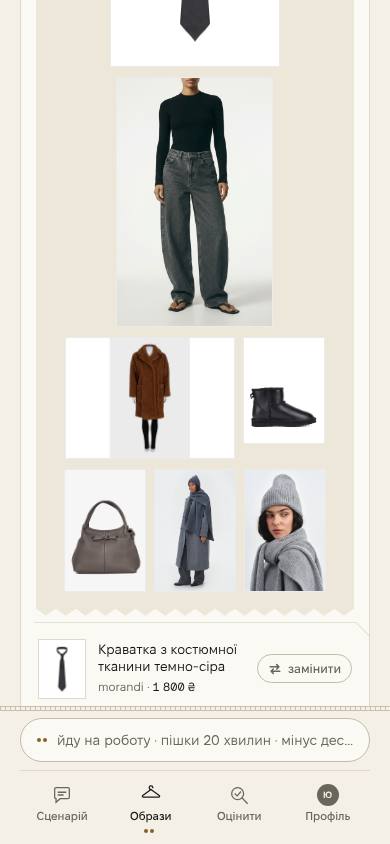 Краватка з костюмної
тканини темно-сіра
morandi · 1 800 ₴
замінити
йду на роботу · пішки 20 хвилин · мінус дес...
Сценарій
Образи
Оцінити
Ю
Профіль